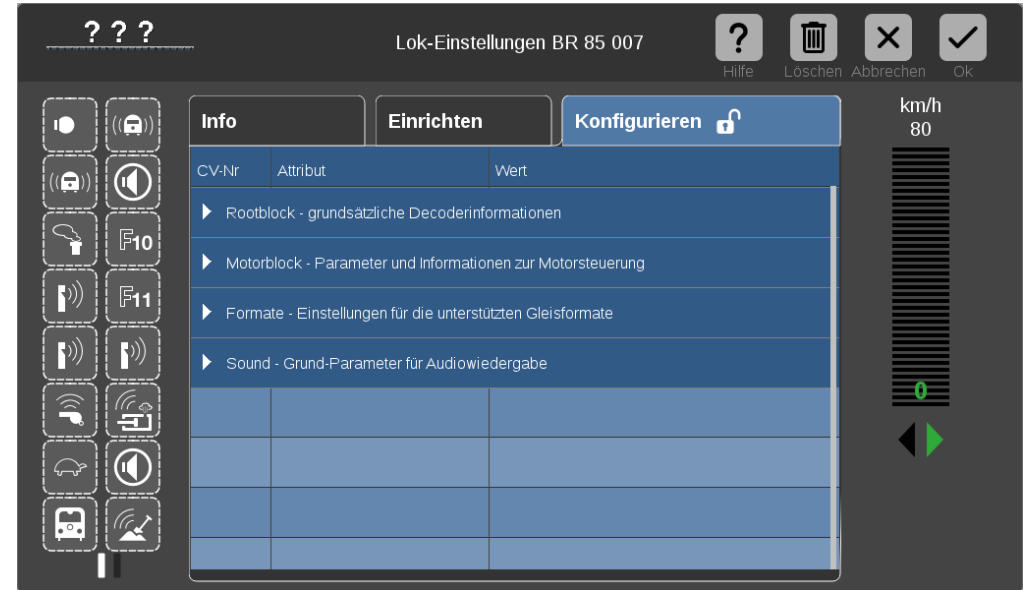 ? ? ?
Lok-Einstellungen BR 85 007
?
Hilfe
Löschen
Abbrechen
Ok
Info
Einrichten
Konfigurieren
km/h
80
CV-Nr
Attribut
Wert
Rootblock - grundsätzliche Decoderinformationen
Motorblock - Parameter und Informationen zur Motorsteuerung
Formate - Einstellungen für die unterstützten Gleisformate
Sound - Grund-Parameter für Audiowiedergabe
F10
F11
0